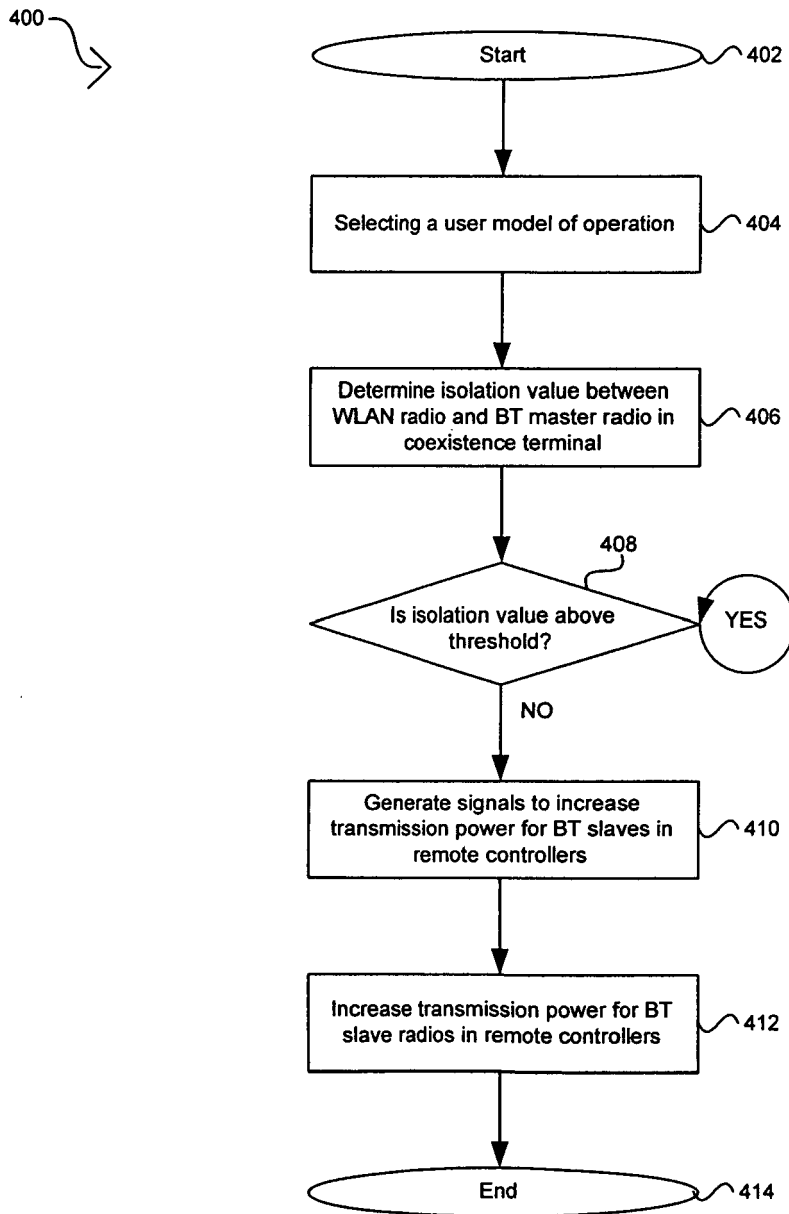 400
Start
402
Selecting a user model of operation
404
Determine isolation value between
WLAN radio and BT master radio in
coexistence terminal
406
408
Is isolation value above
threshold?
YES
NO
Generate signals to increase
transmission power for BT slaves in
remote controllers
410
Increase transmission power for BT
slave radios in remote controllers
412
End
414